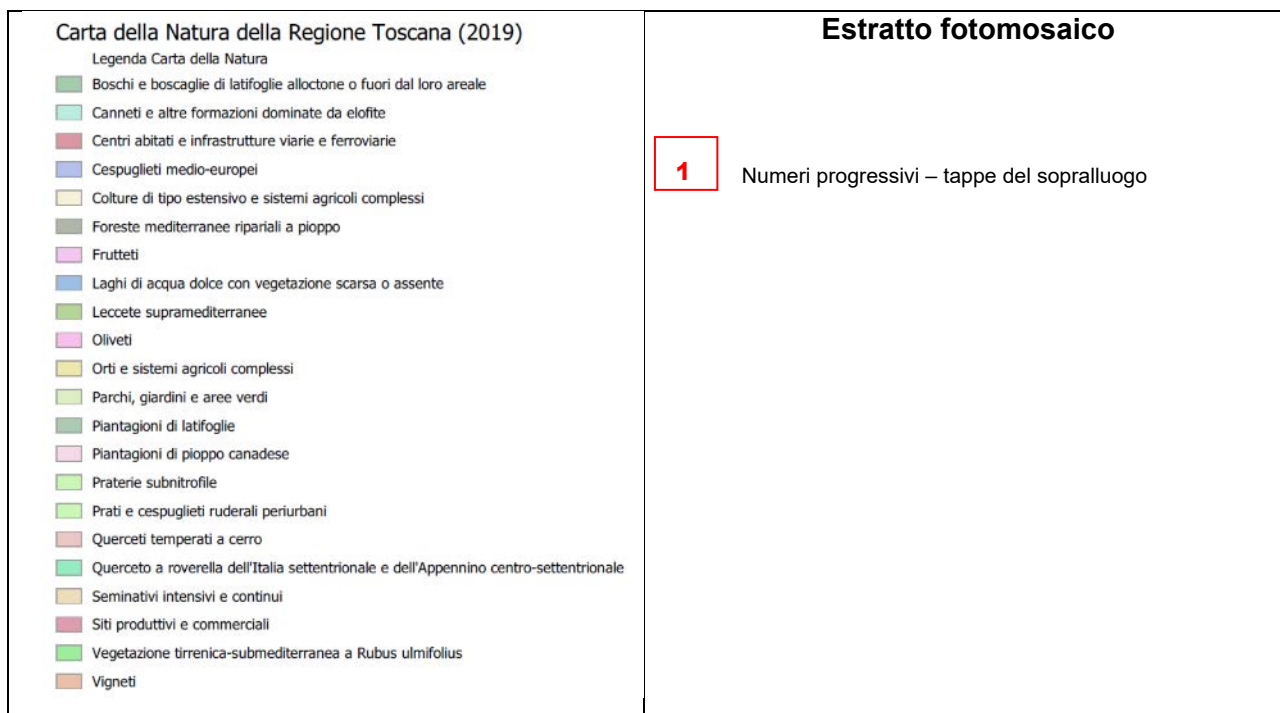 Carta della Natura della Regione Toscana (2019)
Legenda Carta della Natura
Boschi e boscaglie di latifoglie alloctone o fuori dal loro areale
Canneti e altre formazioni dominate da elofite
Centri abitati e infrastrutture viarie e ferroviarie
Cespuglieti medio-europei
Colture di tipo estensivo e sistemi agricoli complessi
Foreste mediterranee ripariali a pioppo
Frutteti
Laghi di acqua dolce con vegetazione scarsa o assente
Leccete supramediterranee
Oliveti
Orti e sistemi agricoli complessi
Parchi, giardini e aree verdi
Piantagioni di latifoglie
Piantagioni di pioppo canadese
Praterie subnitrofile
Prati e cespuglieti ruderali periurbani
Querceti temperati a cerro
Querceto a roverella dell'Italia settentrionale e dell'Appennino centro-settentrionale
Seminativi intensivi e continui
Siti produttivi e commerciali
Vegetazione tirrenica-submediterranea a Rubus ulmifolius
Vigneti
Estratto fotomosaico
1 Numeri progressivi – tappe del sopralluogo